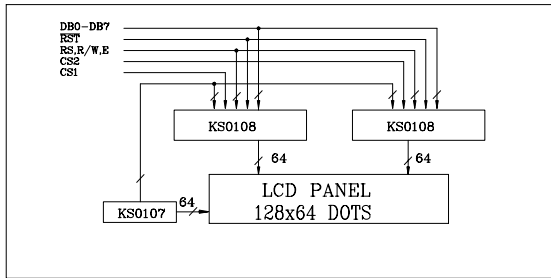 DB0-DB7
RST
RS,R/W,E
CS2
CS1
KS0108
KS0108
64
64
LCD PANEL
128x64 DOTS
KS0107
64